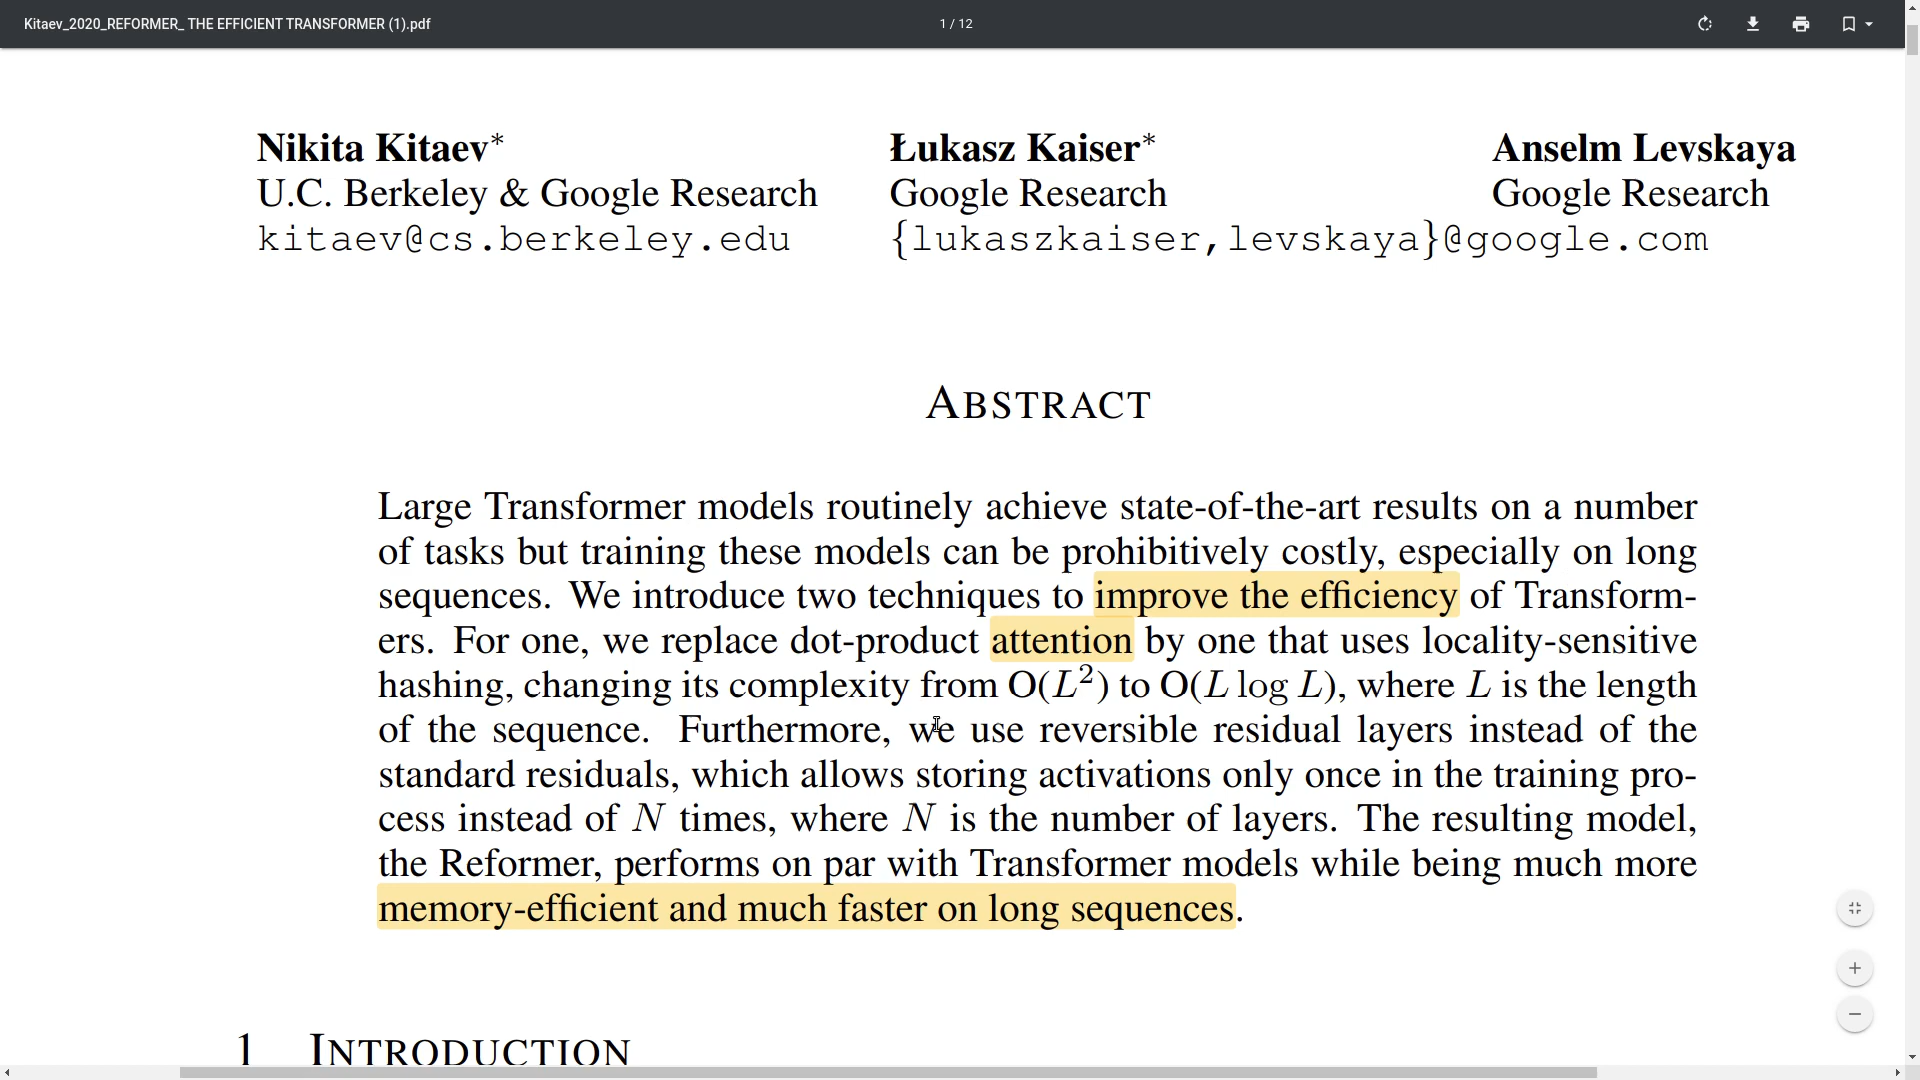 Kitaev_2020_REFORMER_ THE EFFICIENT TRANSFORMER (1).pdf
1 / 12
Nikita Kitaev* Łukasz Kaiser* Anselm Levskaya
U.C. Berkeley & Google Research Google Research Google Research
kitaev@cs.berkeley.edu {lukaszkaiser,levskaya}@google.com
ABSTRACT
Large Transformer models routinely achieve state-of-the-art results on a number
of tasks but training these models can be prohibitively costly, especially on long
sequences. We introduce two techniques to improve the efficiency of Transform-
ers. For one, we replace dot-product attention by one that uses locality-sensitive
hashing, changing its complexity from O(L²) to O(L log L), where L is the length
of the sequence. Furthermore, we use reversible residual layers instead of the
standard residuals, which allows storing activations only once in the training pro-
cess instead of N times, where N is the number of layers. The resulting model,
the Reformer, performs on par with Transformer models while being much more
memory-efficient and much faster on long sequences.
1 INTRODUCTION